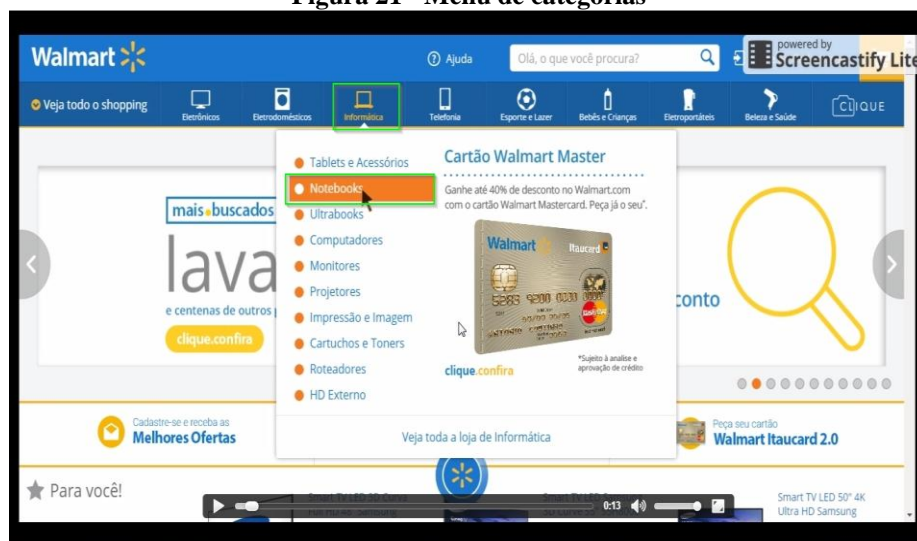 Figura 21 - Menu de categorias
Walmart
Ajuda
Olá, o que você procura?
powered by
Screencastify Lite
Veja todo o shopping
Eletrônicos
Eletrodomésticos
Informática
Telefonia
Esporte e Lazer
Bebês e Crianças
Eletroportáteis
Beleza e Saúde
CLIQUE
Tablets e Acessórios
Notebooks
Ultrabooks
Computadores
Monitores
Projetores
Impressão e Imagem
Cartuchos e Toners
Roteadores
HD Externo
Cartão Walmart Master
Ganhe até 40% de desconto no Walmart.com
com o cartão Walmart Mastercard. Peça já o seu*.
Walmart
Itaucard
clique.confira
*Sujeito à analise e
aprovação de crédito
Veja toda a loja de Informática
mais buscados
lava
e centenas de outros
clique.confira
conto
Cadastre-se e receba as
Melhores Ofertas
Peça seu cartão
Walmart Itaucard 2.0
Para você!
0:13
Smart TV LED 50" 4K
Ultra HD Samsung